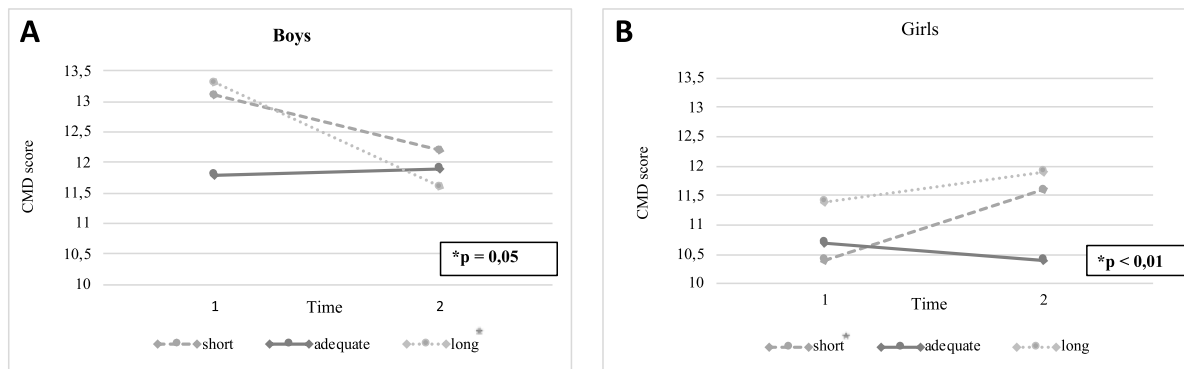 A
Boys
13,5
13
12,5
12
11,5
11
10,5
10
CMD score
1
2
Time
*p = 0,05
short
adequate
long*
B
Girls
13,5
13
12,5
12
11,5
11
10,5
10
CMD score
1
2
Time
*p < 0,01
short*
adequate
long